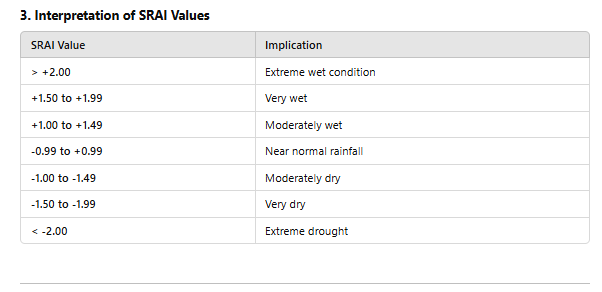 3. Interpretation of SRAI Values
SRAI Value Implication
> +2.00 Extreme wet condition
+1.50 to +1.99 Very wet
+1.00 to +1.49 Moderately wet
-0.99 to +0.99 Near normal rainfall
-1.00 to -1.49 Moderately dry
-1.50 to -1.99 Very dry
< -2.00 Extreme drought